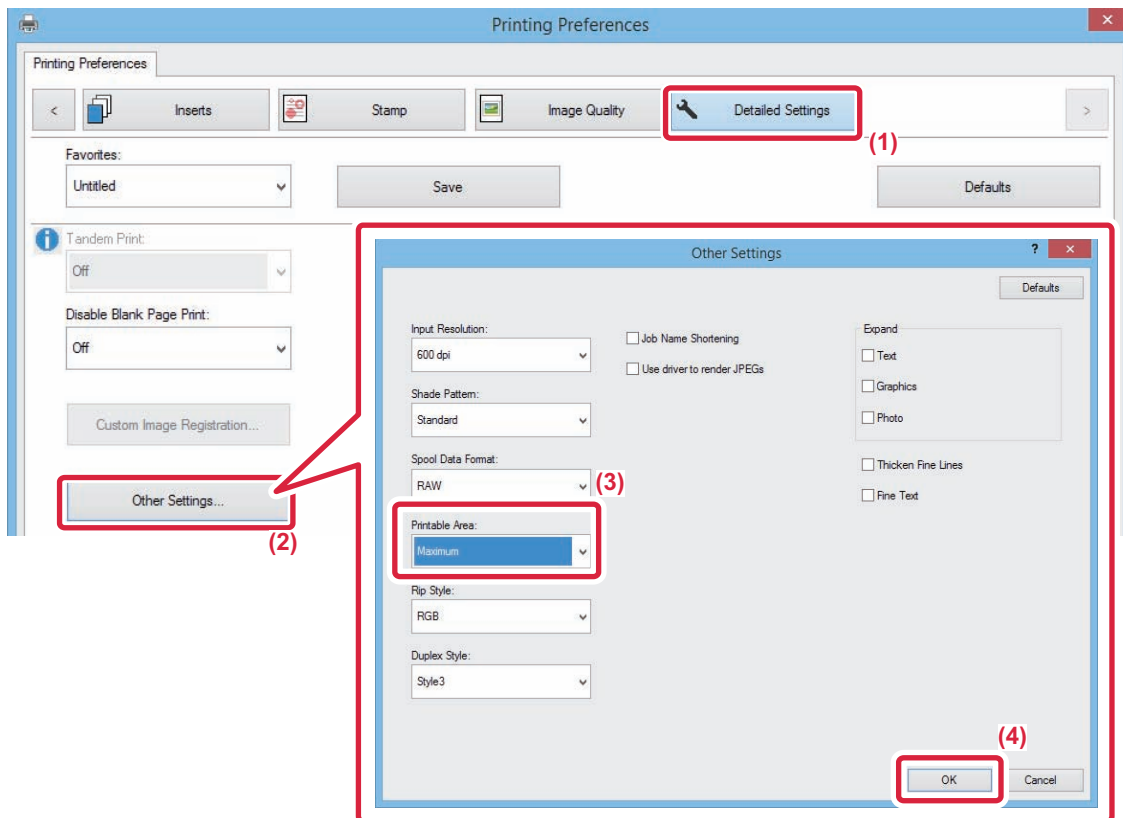 Printing Preferences
Printing Preferences
< Inserts Stamp Image Quality Detailed Settings >
(1)
Favorites:
Untitled Save Defaults
Tandem Print:
Off
Disable Blank Page Print:
Off
Custom Image Registration...
Other Settings...
(2)
Other Settings ?
Defaults
Input Resolution:
600 dpi
Shade Pattern:
Standard
Spool Data Format:
RAW
(3)
Printable Area:
Maximum
Rip Style:
RGB
Duplex Style:
Style3
Job Name Shortening
Use driver to render JPEGs
Expand
Text
Graphics
Photo
Thicken Fine Lines
Fine Text
(4)
OK Cancel